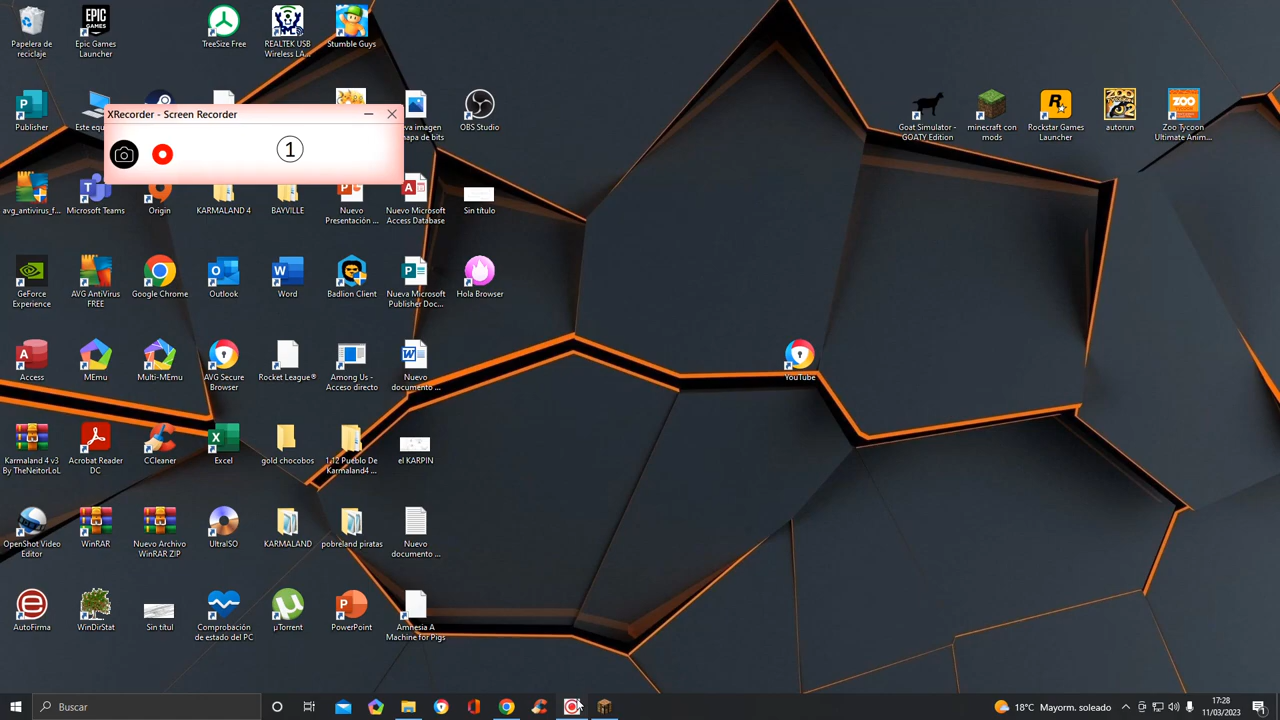 Papelera de
reciclaje
EPIC
GAMES
Epic Games
Launcher
TreeSize Free
REALTEK USB
Wireless LA...
Stumble Guys
Publisher
Este equi
XRecorder - Screen Recorder
1
OBS Studio
Goat Simulator -
GOATY Edition
minecraft con
mods
Rockstar Games
Launcher
autorun
ZOO
Zoo Tycoon
Ultimate Anim...
avg_antivirus_f...
Microsoft Teams
Origin
KARMALAND 4
BAYVILLE
Nuevo
Presentación ...
Nuevo Microsoft
Access Database
Sin título
GeForce
Experience
AVG AntiVirus
FREE
Google Chrome
Outlook
Word
Badlion Client
Nueva Microsoft
Publisher Doc...
Hola Browser
Access
MEmu
Multi-MEmu
AVG Secure
Browser
Rocket League®
Among Us -
Acceso directo
Nuevo
documento ...
YouTube
Karmaland 4 v3
By TheNeitorLoL
Acrobat Reader
DC
CCleaner
Excel
gold chocobos
1.12 Pueblo De
Karmaland4 ...
el KARPIN
OpenShot Video
Editor
WinRAR
Nuevo Archivo
WinRAR ZIP
UltraISO
KARMALAND
pobreland piratas
Nuevo
documento ...
AutoFirma
WinDirStat
Sin titul
Comprobación
de estado del PC
µTorrent
PowerPoint
Amnesia A
Machine for Pigs
Buscar
18°C Mayorm. soleado
17:28
11/03/2023